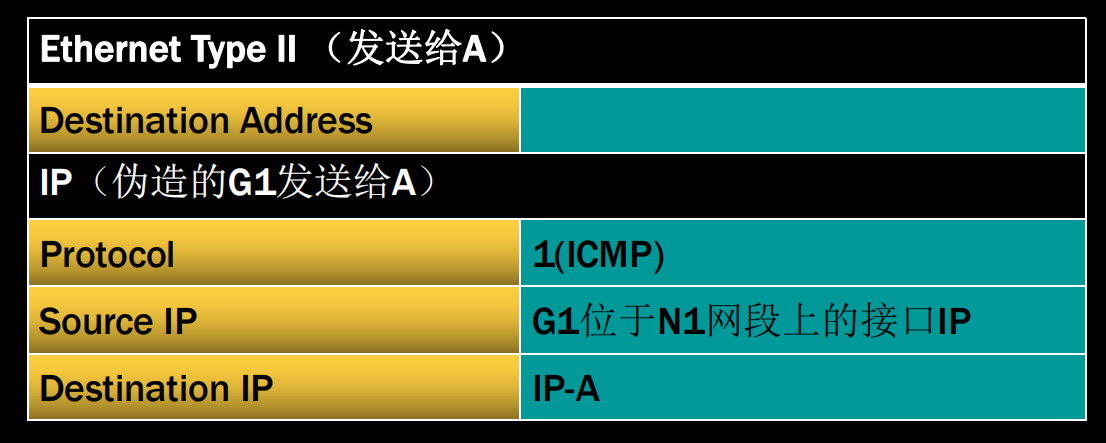 Ethernet Type II （发送给A）
Destination Address
IP（伪造的G1发送给A）
Protocol 1(ICMP)
Source IP G1位于N1网段上的接口IP
Destination IP IP-A